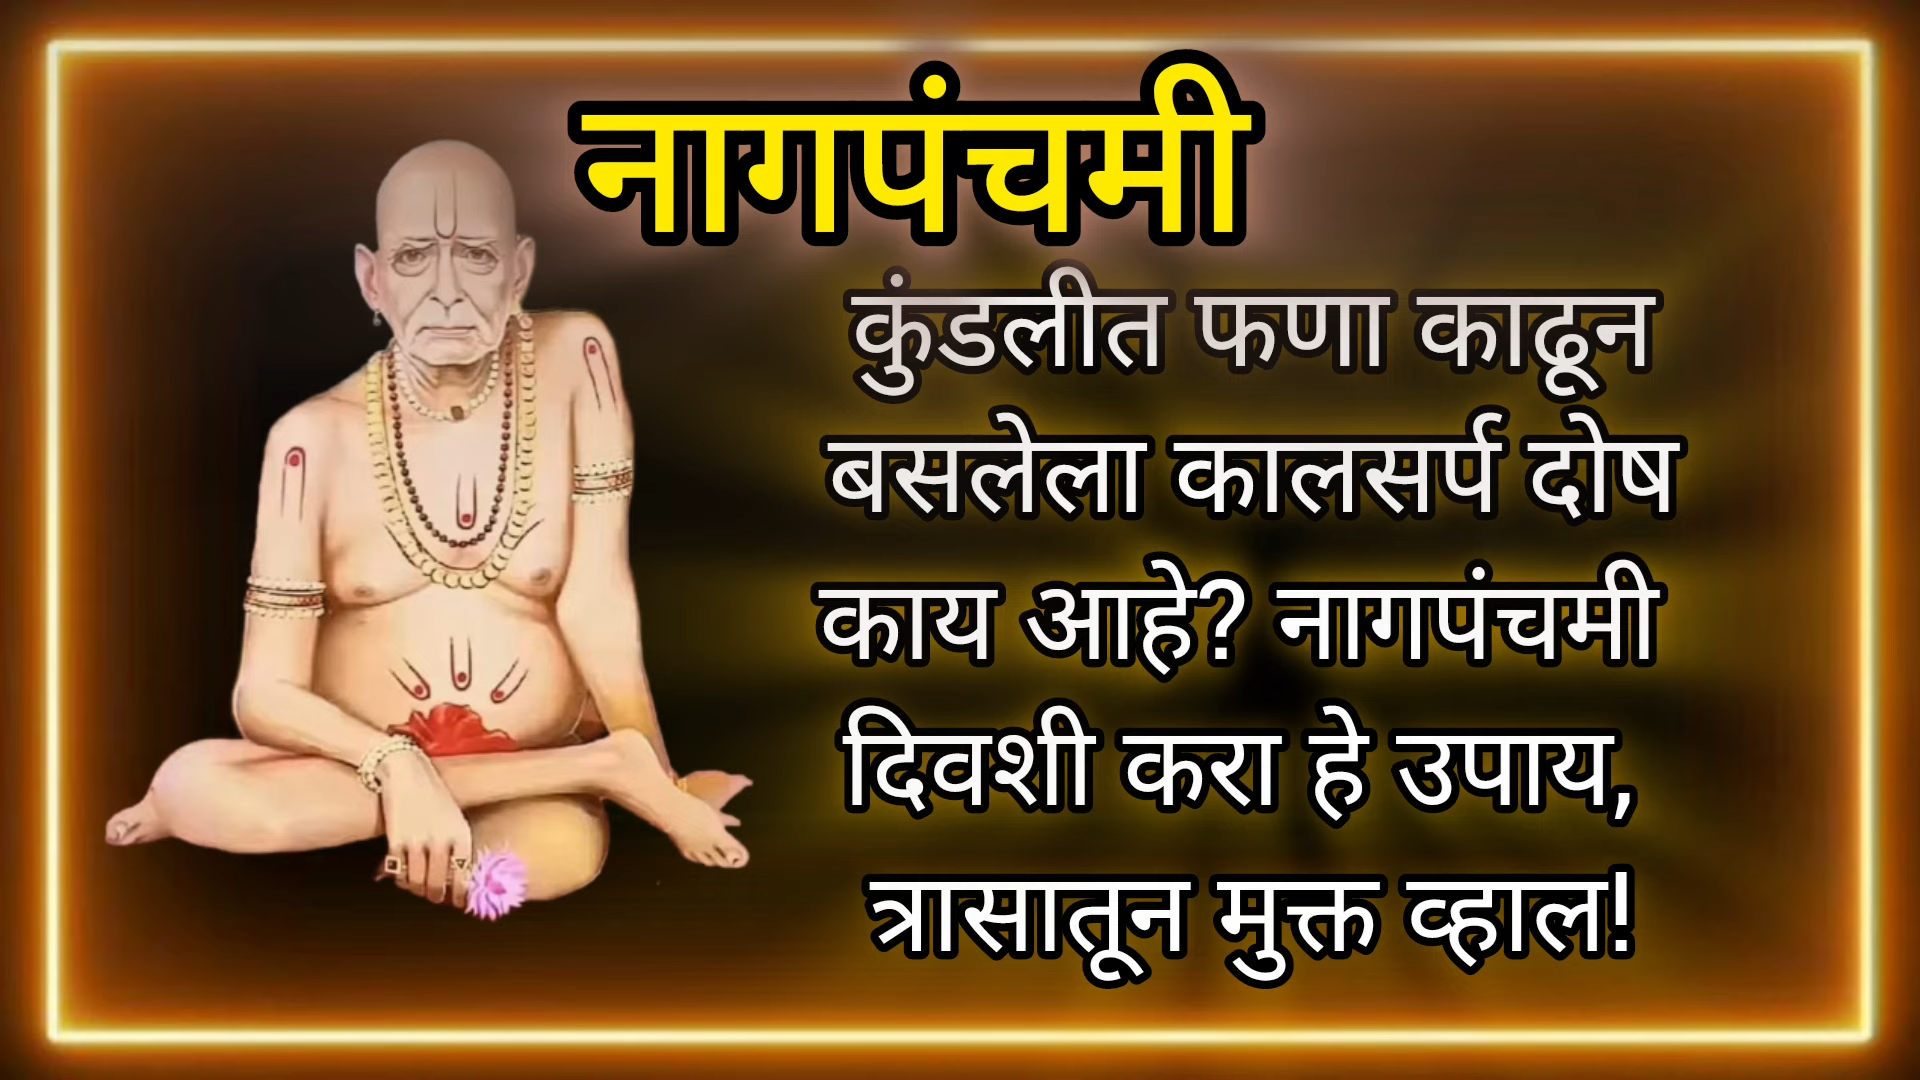 नागपंचमी
कुंडलीत फणा काढून
बसलेला कालसर्प दोष
काय आहे? नागपंचमी
दिवशी करा हे उपाय,
त्रासातून मुक्त व्हाल!